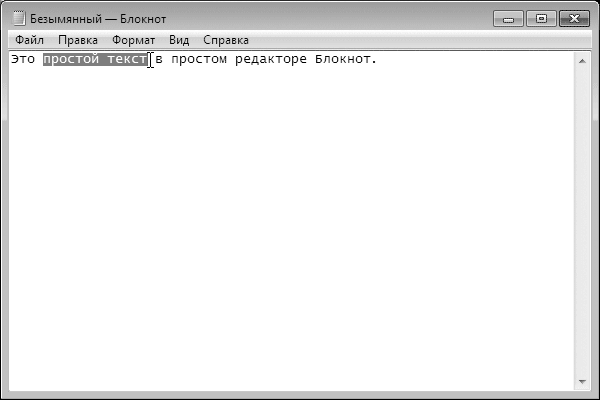 Безымянный — Блокнот
Файл Правка Формат Вид Справка
Это простой текст в простом редакторе Блокнот.